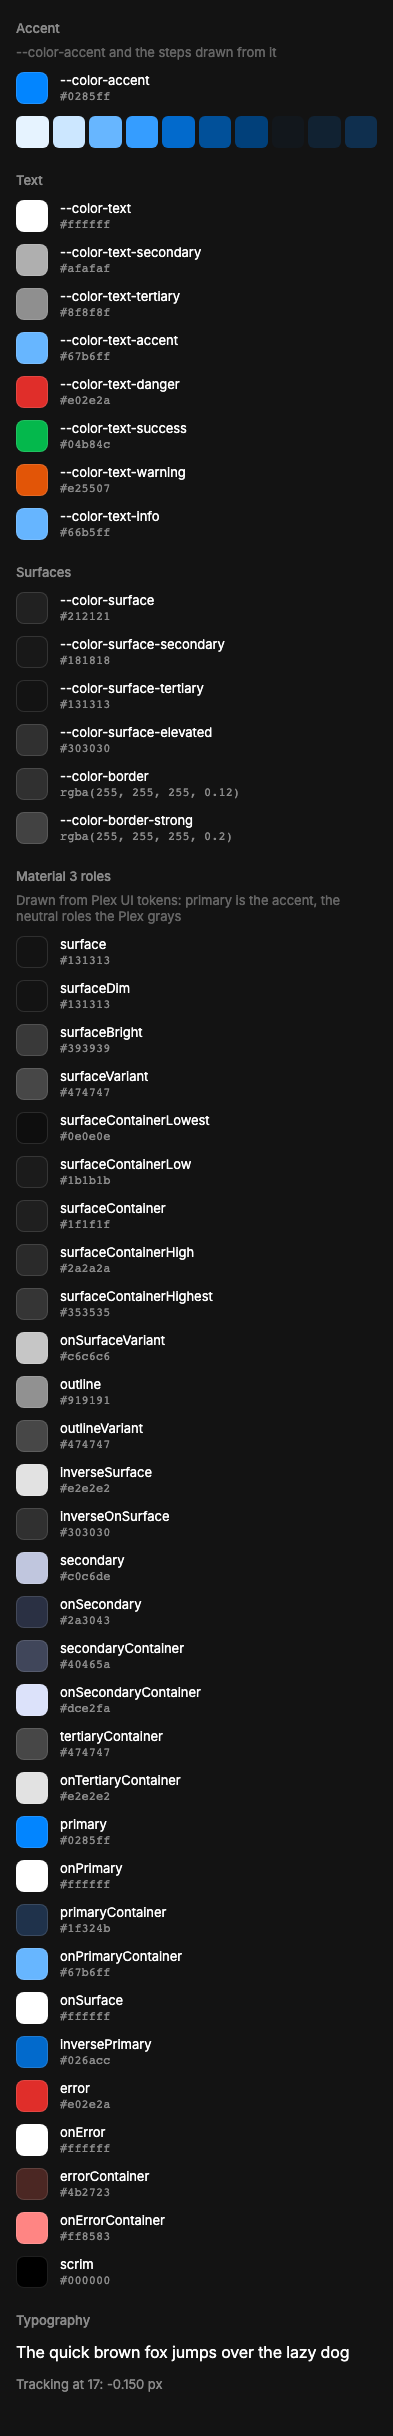 Accent
--color-accent and the steps drawn from it
--color-accent
#0285ff
Text
--color-text
#ffffff
--color-text-secondary
#afafaf
--color-text-tertiary
#8f8f8f
--color-text-accent
#67b6ff
--color-text-danger
#e02e2a
--color-text-success
#04b84c
--color-text-warning
#e25507
--color-text-info
#66b5ff
Surfaces
--color-surface
#212121
--color-surface-secondary
#181818
--color-surface-tertiary
#131313
--color-surface-elevated
#303030
--color-border
rgba(255, 255, 255, 0.12)
--color-border-strong
rgba(255, 255, 255, 0.2)
Material 3 roles
Drawn from Plex UI tokens: primary is the accent, the
neutral roles the Plex grays
surface
#131313
surfaceDim
#131313
surfaceBright
#393939
surfaceVariant
#474747
surfaceContainerLowest
#0e0e0e
surfaceContainerLow
#1b1b1b
surfaceContainer
#1f1f1f
surfaceContainerHigh
#2a2a2a
surfaceContainerHighest
#353535
onSurfaceVariant
#c6c6c6
outline
#919191
outlineVariant
#474747
inverseSurface
#e2e2e2
inverseOnSurface
#303030
secondary
#c0c6de
onSecondary
#2a3043
secondaryContainer
#40465a
onSecondaryContainer
#dce2fa
tertiaryContainer
#474747
onTertiaryContainer
#e2e2e2
primary
#0285ff
onPrimary
#ffffff
primaryContainer
#1f324b
onPrimaryContainer
#67b6ff
onSurface
#ffffff
inversePrimary
#026acc
error
#e02e2a
onError
#ffffff
errorContainer
#4b2723
onErrorContainer
#ff8583
scrim
#000000
Typography
The quick brown fox jumps over the lazy dog
Tracking at 17: -0.150 px